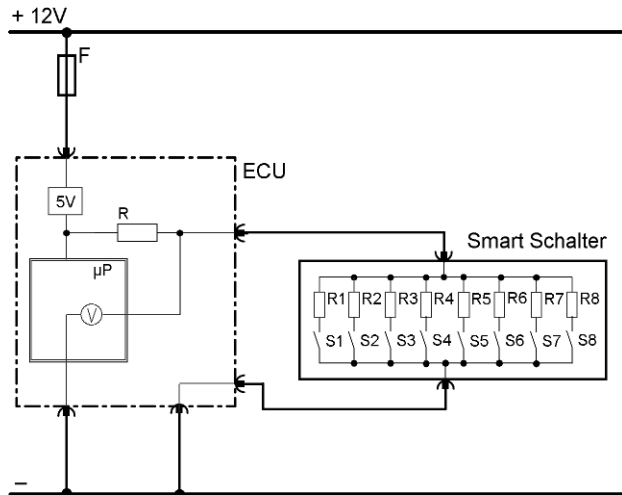 + 12V
F
ECU
5V
R
µP
V
Smart Schalter
R1 R2 R3 R4 R5 R6 R7 R8
S1 S2 S3 S4 S5 S6 S7 S8
–